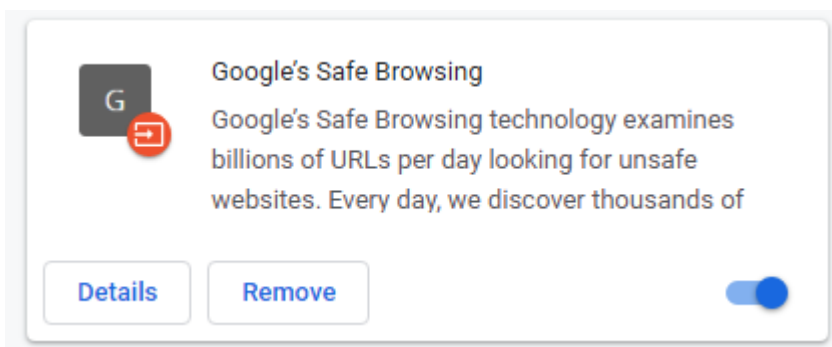 G
Google’s Safe Browsing
Google’s Safe Browsing technology examines
billions of URLs per day looking for unsafe
websites. Every day, we discover thousands of
Details
Remove